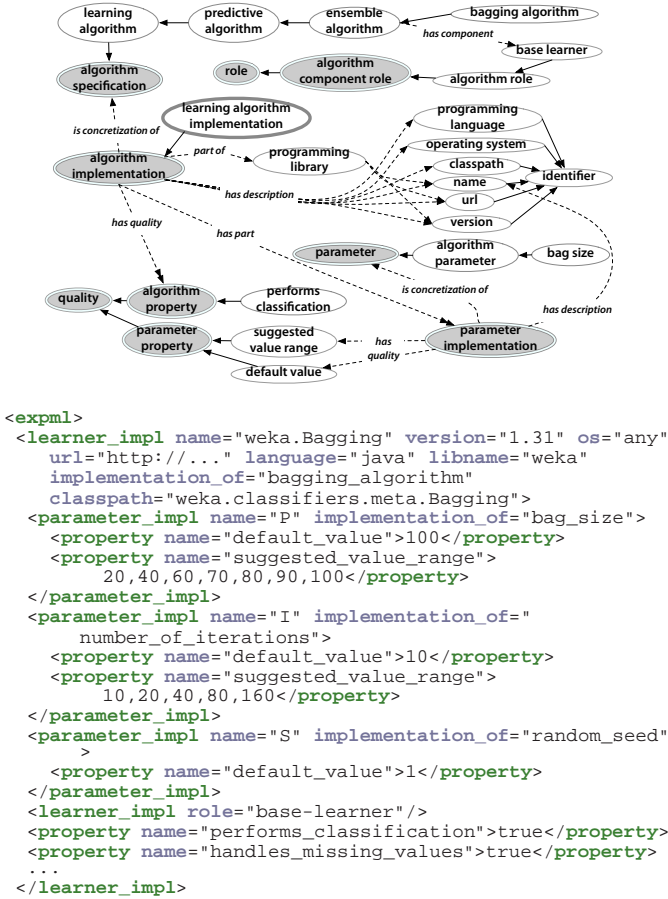 learning algorithm
predictive algorithm
ensemble algorithm
bagging algorithm
has component
base learner
algorithm specification
role
algorithm component role
algorithm role
learning algorithm implementation
is concretization of
algorithm implementation
part of
programming library
has description
programming language
operating system
classpath
name
url
version
identifier
has quality
has part
parameter
algorithm parameter
bag size
is concretization of
has description
quality
algorithm property
performs classification
parameter property
suggested value range
has quality
default value
parameter implementation
<expml>
<learner_impl name="weka.Bagging" version="1.31" os="any"
url="http://..." language="java" libname="weka"
implementation_of="bagging_algorithm"
classpath="weka.classifiers.meta.Bagging">
<parameter_impl name="P" implementation_of="bag_size">
<property name="default_value">100</property>
<property name="suggested_value_range">
20,40,60,70,80,90,100</property>
</parameter_impl>
<parameter_impl name="I" implementation_of="
number_of_iterations">
<property name="default_value">10</property>
<property name="suggested_value_range">
10,20,40,80,160</property>
</parameter_impl>
<parameter_impl name="S" implementation_of="random_seed"
>
<property name="default_value">1</property>
</parameter_impl>
<learner_impl role="base-learner"/>
<property name="performs_classification">true</property>
<property name="handles_missing_values">true</property>
...
</learner_impl>